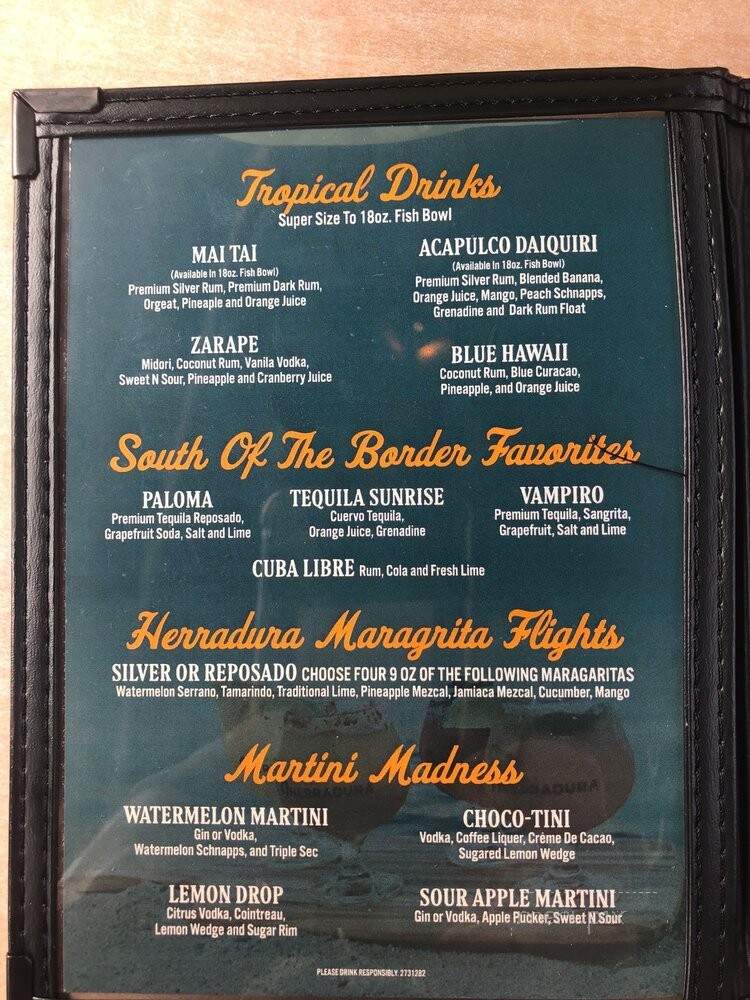 Tropical Drinks
Super Size To 18oz. Fish Bowl
MAI TAI
(Available In 18oz. Fish Bowl)
Premium Silver Rum, Premium Dark Rum,
Orgeat, Pineaple and Orange Juice
ACAPULCO DAIQUIRI
(Available In 18oz. Fish Bowl)
Premium Silver Rum, Blended Banana,
Orange Juice, Mango, Peach Schnapps,
Grenadine and Dark Rum Float
ZARAPE
Midori, Coconut Rum, Vanila Vodka,
Sweet N Sour, Pineapple and Cranberry Juice
BLUE HAWAII
Coconut Rum, Blue Curacao,
Pineapple, and Orange Juice
South Of The Border Favorites
PALOMA
Premium Tequila Reposado,
Grapefruit Soda, Salt and Lime
TEQUILA SUNRISE
Cuervo Tequila,
Orange Juice, Grenadine
VAMPIRO
Premium Tequila, Sangrita,
Grapefruit, Salt and Lime
CUBA LIBRE Rum, Cola and Fresh Lime
Herradura Maragrita Flights
SILVER OR REPOSADO CHOOSE FOUR 9 OZ OF THE FOLLOWING MARAGARITAS
Watermelon Serrano, Tamarindo, Traditional Lime, Pineapple Mezcal, Jamiaca Mezcal, Cucumber, Mango
Martini Madness
WATERMELON MARTINI
Gin or Vodka,
Watermelon Schnapps, and Triple Sec
CHOCO-TINI
Vodka, Coffee Liquer, Crème De Cacao,
Sugared Lemon Wedge
LEMON DROP
Citrus Vodka, Cointreau,
Lemon Wedge and Sugar Rim
SOUR APPLE MARTINI
Gin or Vodka, Apple Pucker, Sweet N Sour
PLEASE DRINK RESPONSIBLY. 2731282